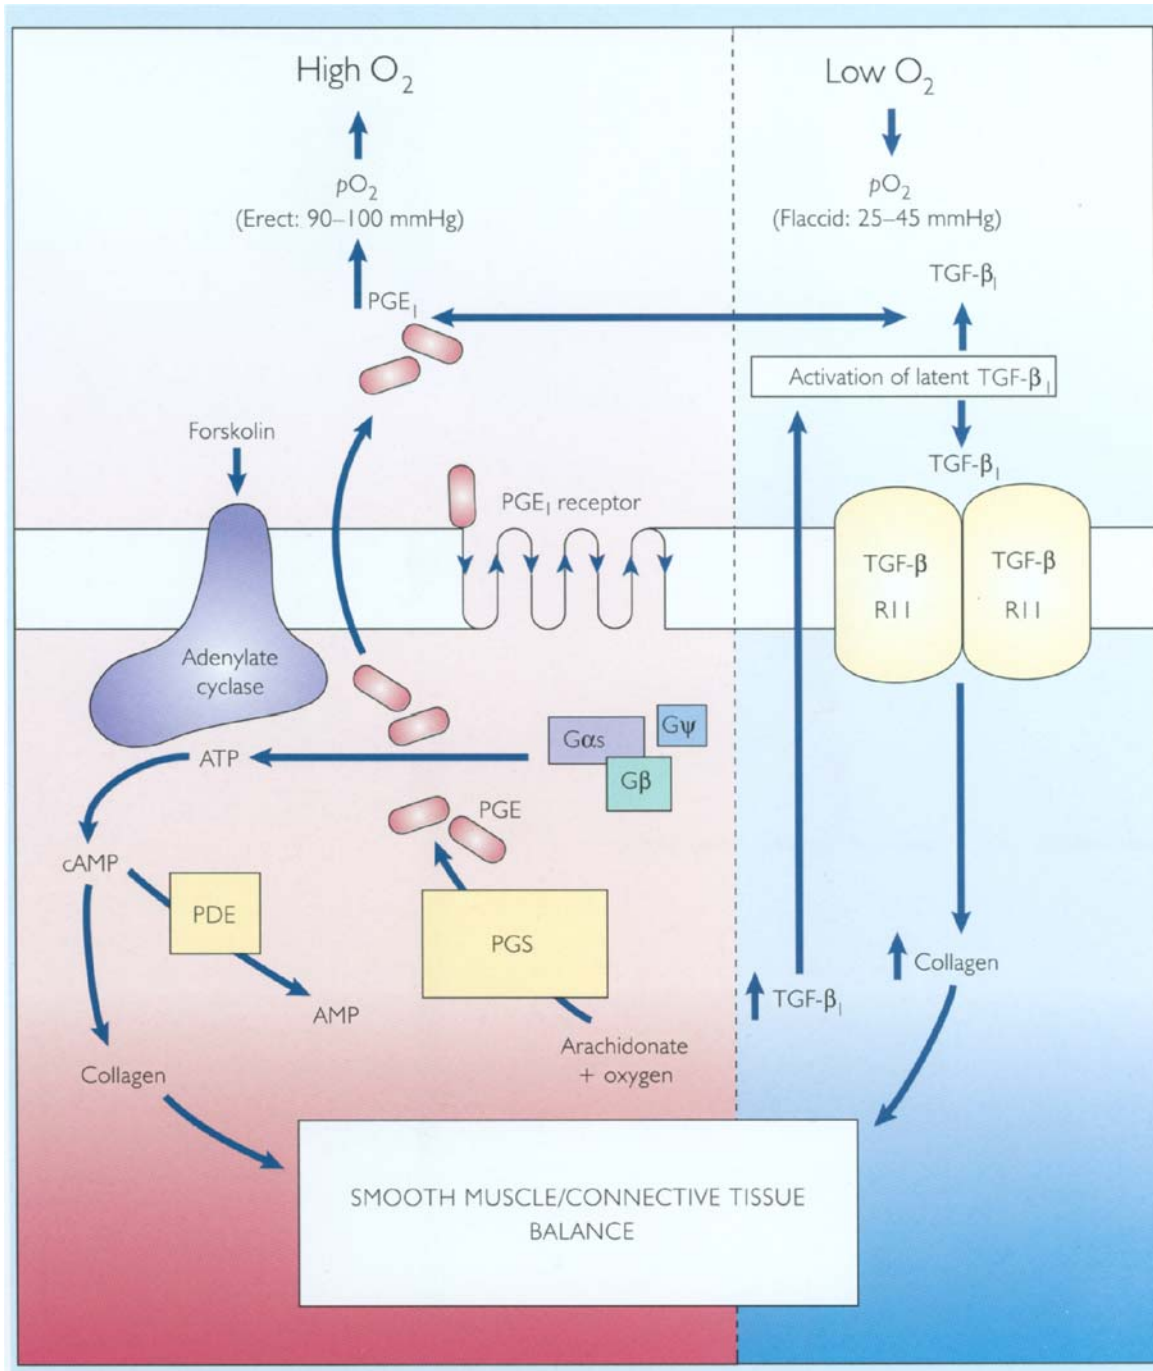 High O₂
pO₂
(Erect: 90–100 mmHg)
PGE₁
Forskolin
PGE₁ receptor
Adenylate
cyclase
Gαs
Gψ
Gβ
ATP
PGE
cAMP
PDE
PGS
AMP
Arachidonate
+ oxygen
Collagen
Low O₂
pO₂
(Flaccid: 25–45 mmHg)
TGF-β₁
Activation of latent TGF-β₁
TGF-β₁
TGF-β
R11
TGF-β
R11
Collagen
TGF-β₁
SMOOTH MUSCLE/CONNECTIVE TISSUE
BALANCE